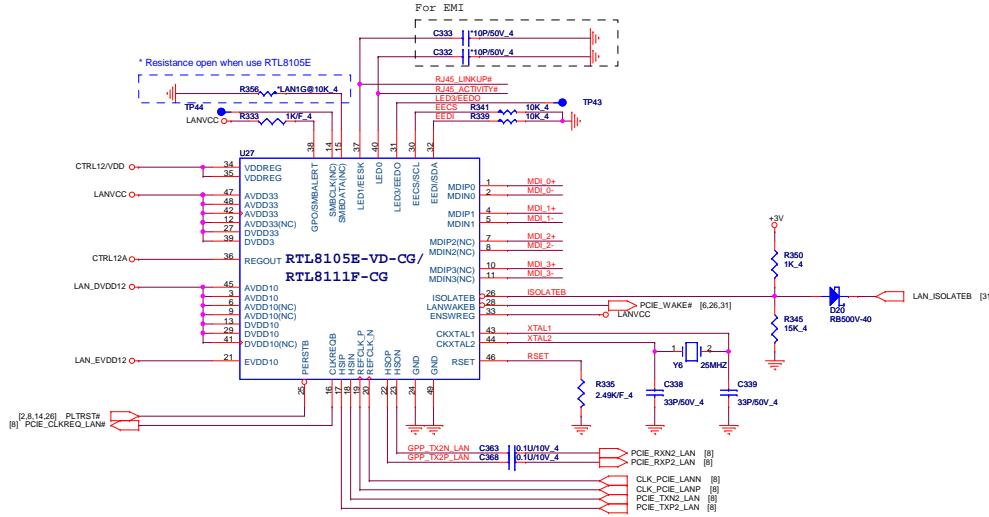 For EMI
C333 *10P/50V_4
C332 *10P/50V_4
* Resistance open when use RTL8105E
R356 *LAN1G@10K_4
RJ45_LINKUP#
RJ45_ACTIVITY#
LED3/EEDO
TP43
TP44
EECS R341 10K_4
EEDI R339 10K_4
LANVCC R333 1K/F_4
38 14 15 37 40 31 30 32
U27
GPO/SMBALERT
SMBCLK(NC)
SMBDATA(NC)
LED1/EESK
LED0
LED3/EEDO
EECS/SCL
EEDI/SDA
CTRL12/VDD 34 VDDREG
35 VDDREG
LANVCC 47 AVDD33
48 AVDD33
42 AVDD33
12 AVDD33(NC)
27 DVDD33
39 DVDD3
CTRL12A 36 REGOUT
RTL8105E-VD-CG/
RTL8111F-CG
LAN_DVDD12 45 AVDD10
3 AVDD10
6 AVDD10(NC)
9 AVDD10(NC)
13 DVDD10
29 DVDD10
41 DVDD10(NC)
LAN_EVDD12 21 EVDD10
MDIP0 1 MDI_0+
MDIN0 2 MDI_0-
MDIP1 4 MDI_1+
MDIN1 5 MDI_1-
MDIP2(NC) 7 MDI_2+
MDIN2(NC) 8 MDI_2-
MDIP3(NC) 10 MDI_3+
MDIN3(NC) 11 MDI_3-
ISOLATEB 26 ISOLATEB
LANWAKEB 28 PCIE_WAKE# [6,26,31]
ENSWREG 33 LANVCC
CKXTAL1 43 XTAL1
CKXTAL2 44 XTAL2
RSET 46 RSET
+3V
R350
1K_4
R345
15K_4
D20
RB500V-40
LAN_ISOLATEB [31
1 2
Y6 25MHZ
R335
2.49K/F_4
C338
33P/50V_4
C339
33P/50V_4
PERSTB
CLKREQB
HSIP
HSIN
REFCLK_P
REFCLK_N
HSOP
HSON
GND
GND
25 16 17 18 19 20 22 23 24 49
[2,8,14,26] PLTRST#
[8] PCIE_CLKREQ_LAN#
GPP_TX2N_LAN C363 0.1U/10V_4 PCIE_RXN2_LAN [8]
GPP_TX2P_LAN C368 0.1U/10V_4 PCIE_RXP2_LAN [8]
CLK_PCIE_LANN [8]
CLK_PCIE_LANP [8]
PCIE_TXN2_LAN [8]
PCIE_TXP2_LAN [8]